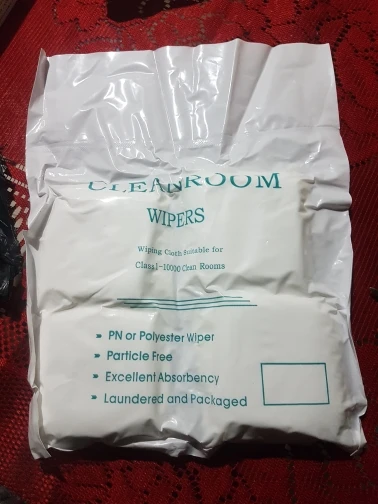 CLEANROOM
WIPERS
Wiping Cloth Suitable for
Class1-10000 Clean Rooms
» PN or Polyester Wiper
» Particle Free
» Excellent Absorbency
» Laundered and Packaged